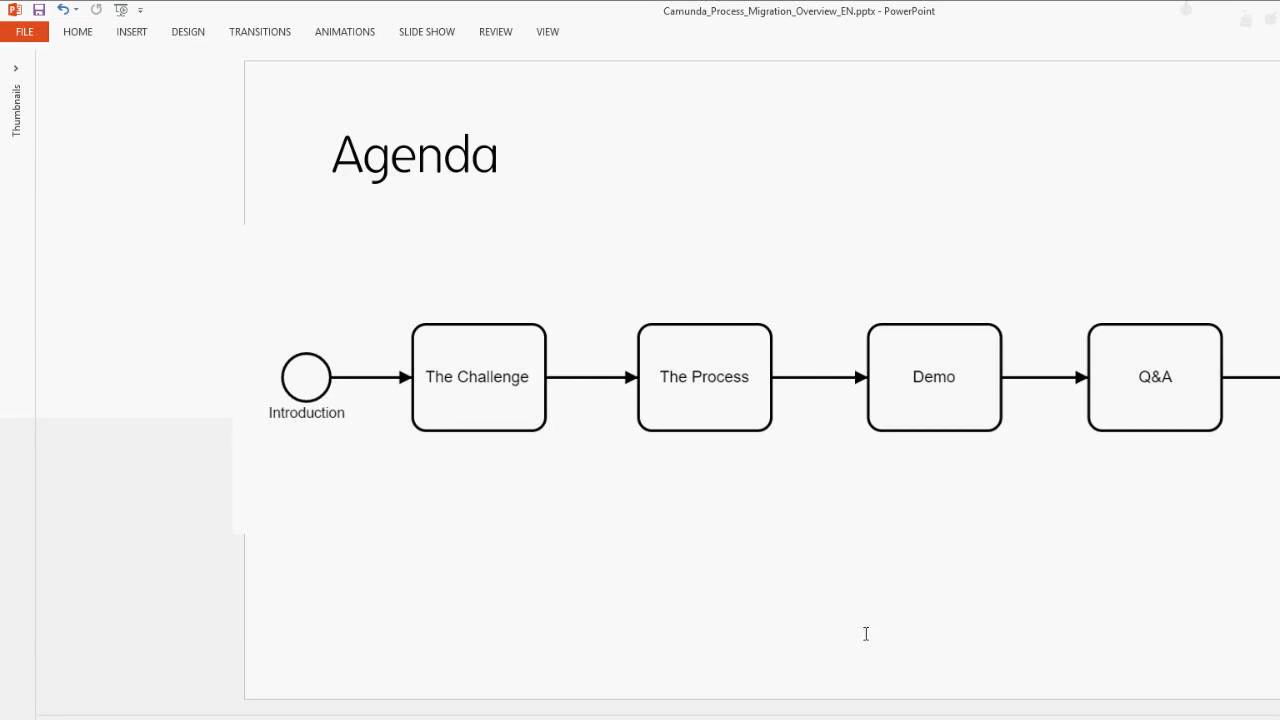 Camunda_Process_Migration_Overview_EN.pptx - PowerPoint
FILE HOME INSERT DESIGN TRANSITIONS ANIMATIONS SLIDE SHOW REVIEW VIEW
Thumbnails
Agenda
Introduction
The Challenge
The Process
Demo
Q&A